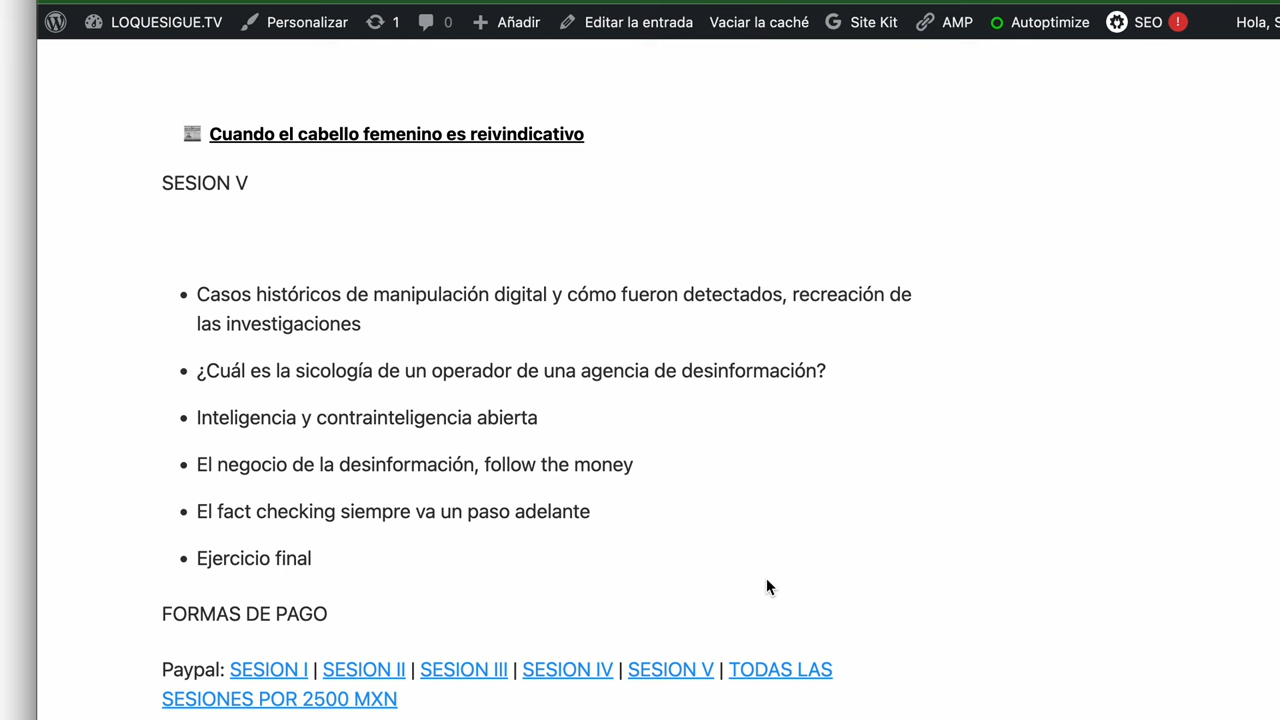 LOQUESIGUE.TV Personalizar 1 0 Añadir Editar la entrada Vaciar la caché Site Kit AMP Autoptimize SEO ! Hola, S
Cuando el cabello femenino es reivindicativo
SESION V
• Casos históricos de manipulación digital y cómo fueron detectados, recreación de
las investigaciones
• ¿Cuál es la sicología de un operador de una agencia de desinformación?
• Inteligencia y contrainteligencia abierta
• El negocio de la desinformación, follow the money
• El fact checking siempre va un paso adelante
• Ejercicio final
FORMAS DE PAGO
Paypal: SESION I | SESION II | SESION III | SESION IV | SESION V | TODAS LAS
SESIONES POR 2500 MXN